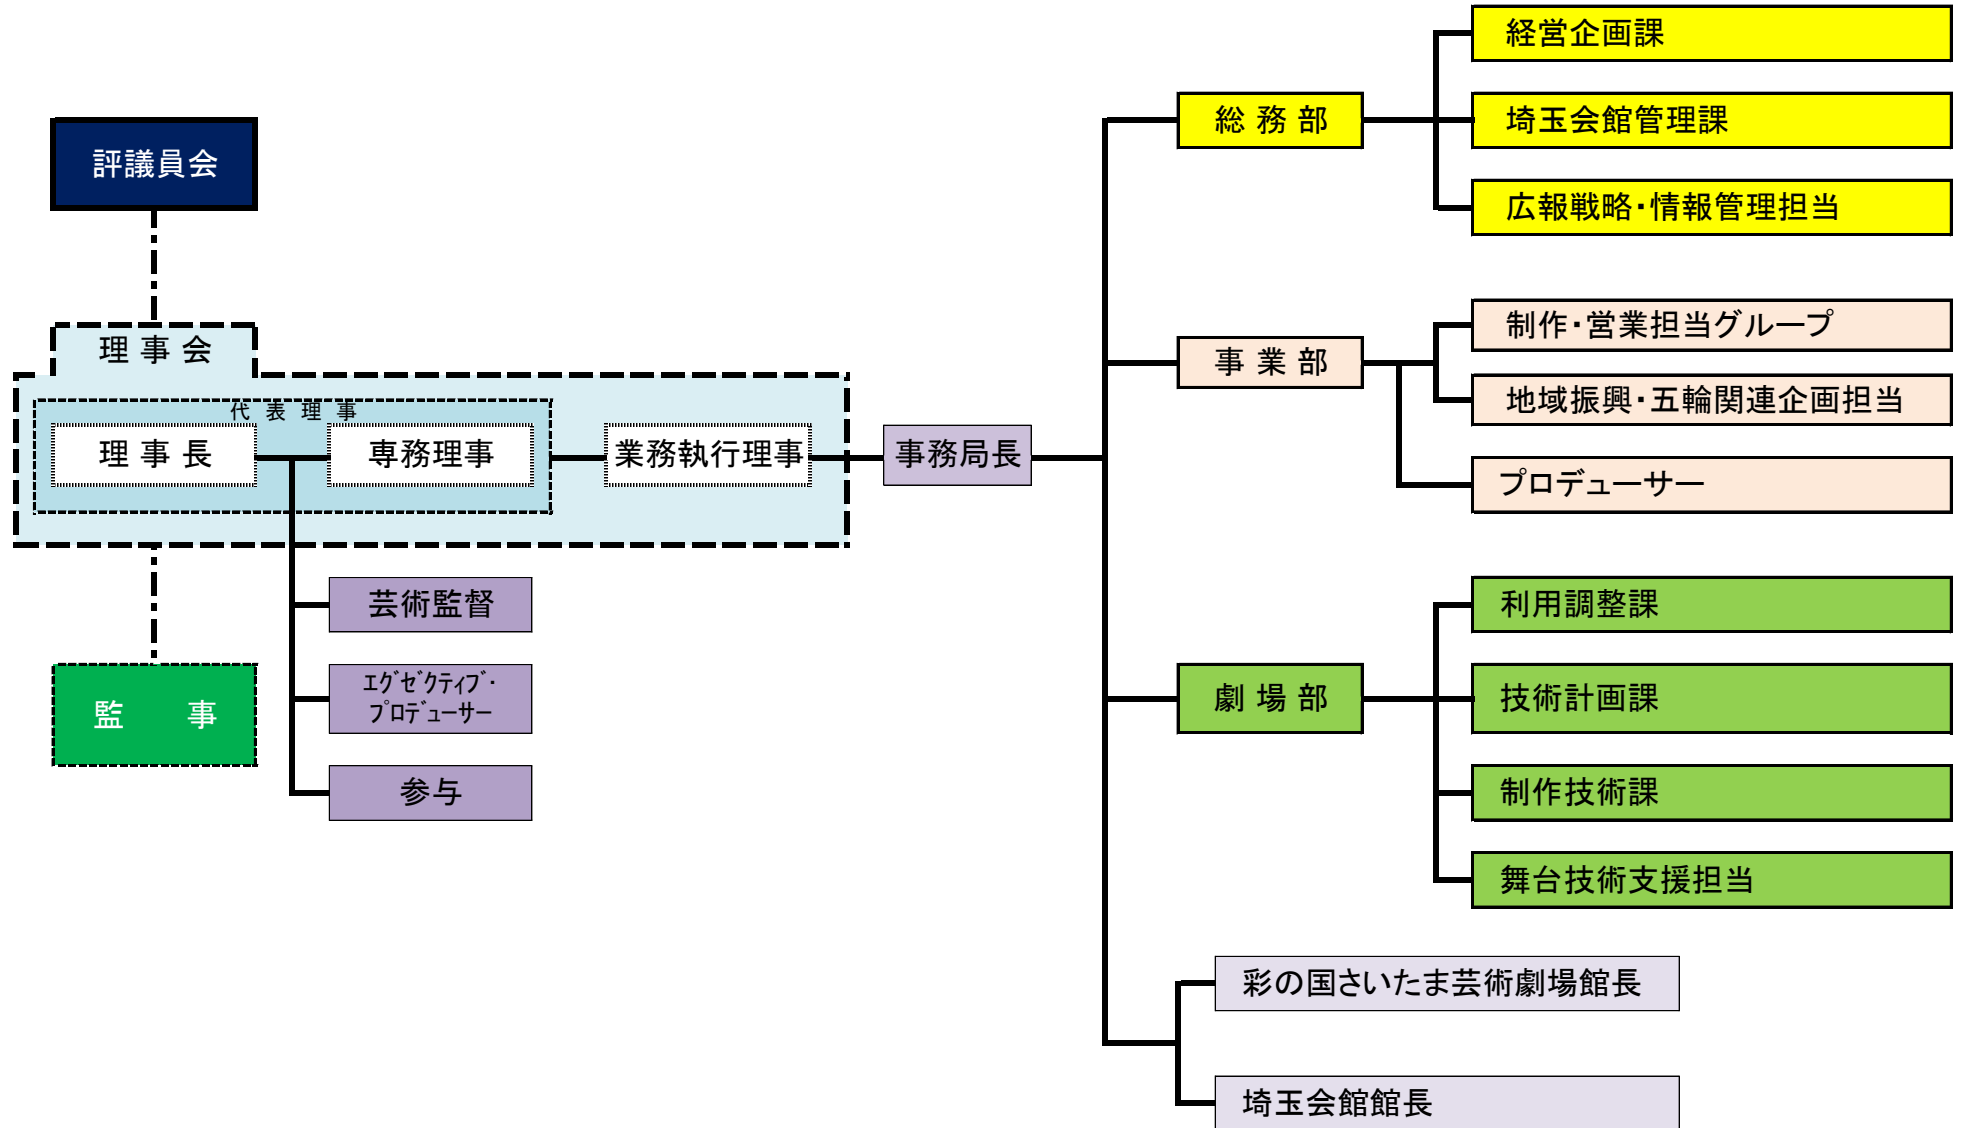 評議員会
理事会
代表理事
理事長
専務理事
業務執行理事
事務局長
芸術監督
ｴｸﾞｾﾞｸﾃｨﾌﾞ･
ﾌﾟﾛﾃﾞｭｰｻｰ
参与
監　事
総務部
経営企画課
埼玉会館管理課
広報戦略・情報管理担当
事業部
制作・営業担当グループ
地域振興・五輪関連企画担当
プロデューサー
劇場部
利用調整課
技術計画課
制作技術課
舞台技術支援担当
彩の国さいたま芸術劇場館長
埼玉会館館長